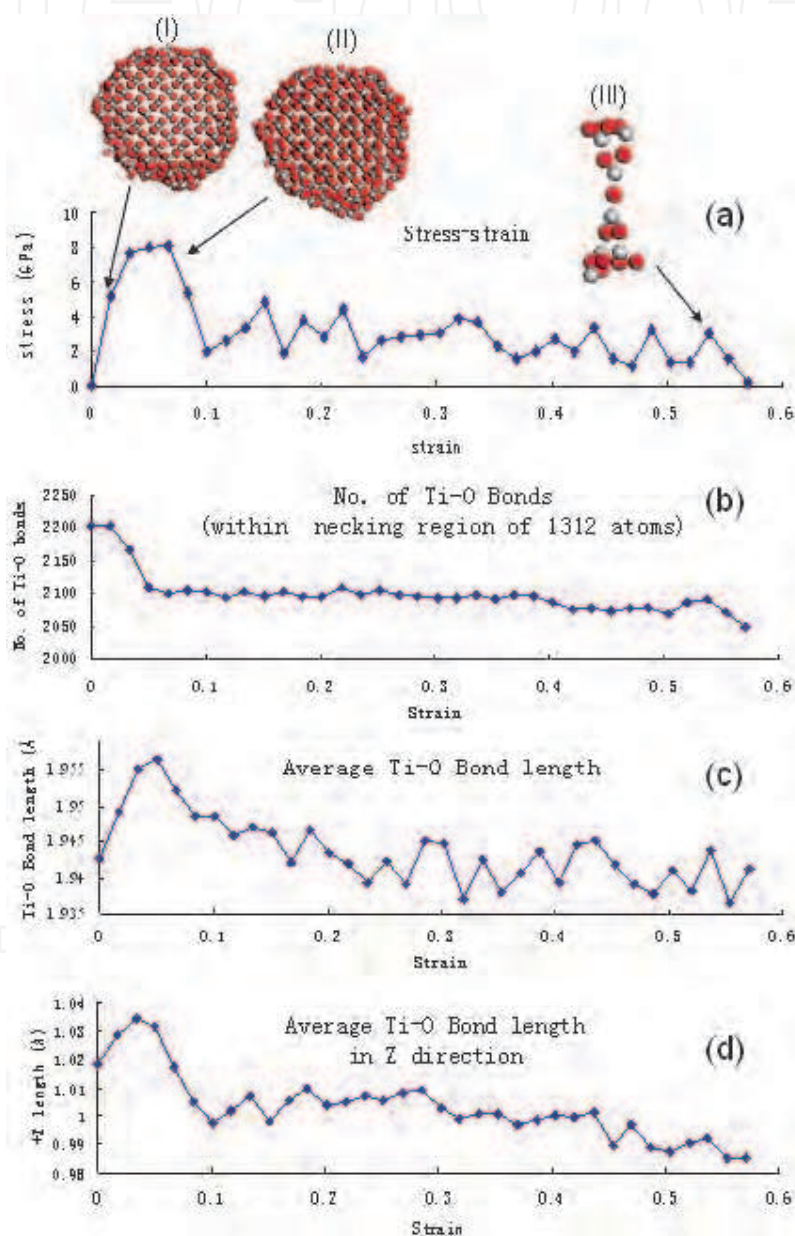 (I)
(II)
(III)
(a)
Stress-strain
stress (GPa)
10
8
6
4
2
0
0 0.1 0.2 0.3 0.4 0.5 0.6
strain
(b)
No. of Ti-O Bonds
(within necking region of 1312 atoms)
No. of Ti-O bonds
2250
2200
2150
2100
2050
2000
0 0.1 0.2 0.3 0.4 0.5 0.6
Strain
(c)
Average Ti-O Bond length
Ti-O Bond length (Å
1.955
1.95
1.945
1.94
1.935
0 0.1 0.2 0.3 0.4 0.5 0.6
Strain
(d)
Average Ti-O Bond length
in Z direction
+Z length (Å)
1.04
1.03
1.02
1.01
1
0.99
0.98
0 0.1 0.2 0.3 0.4 0.5 0.6
Strain